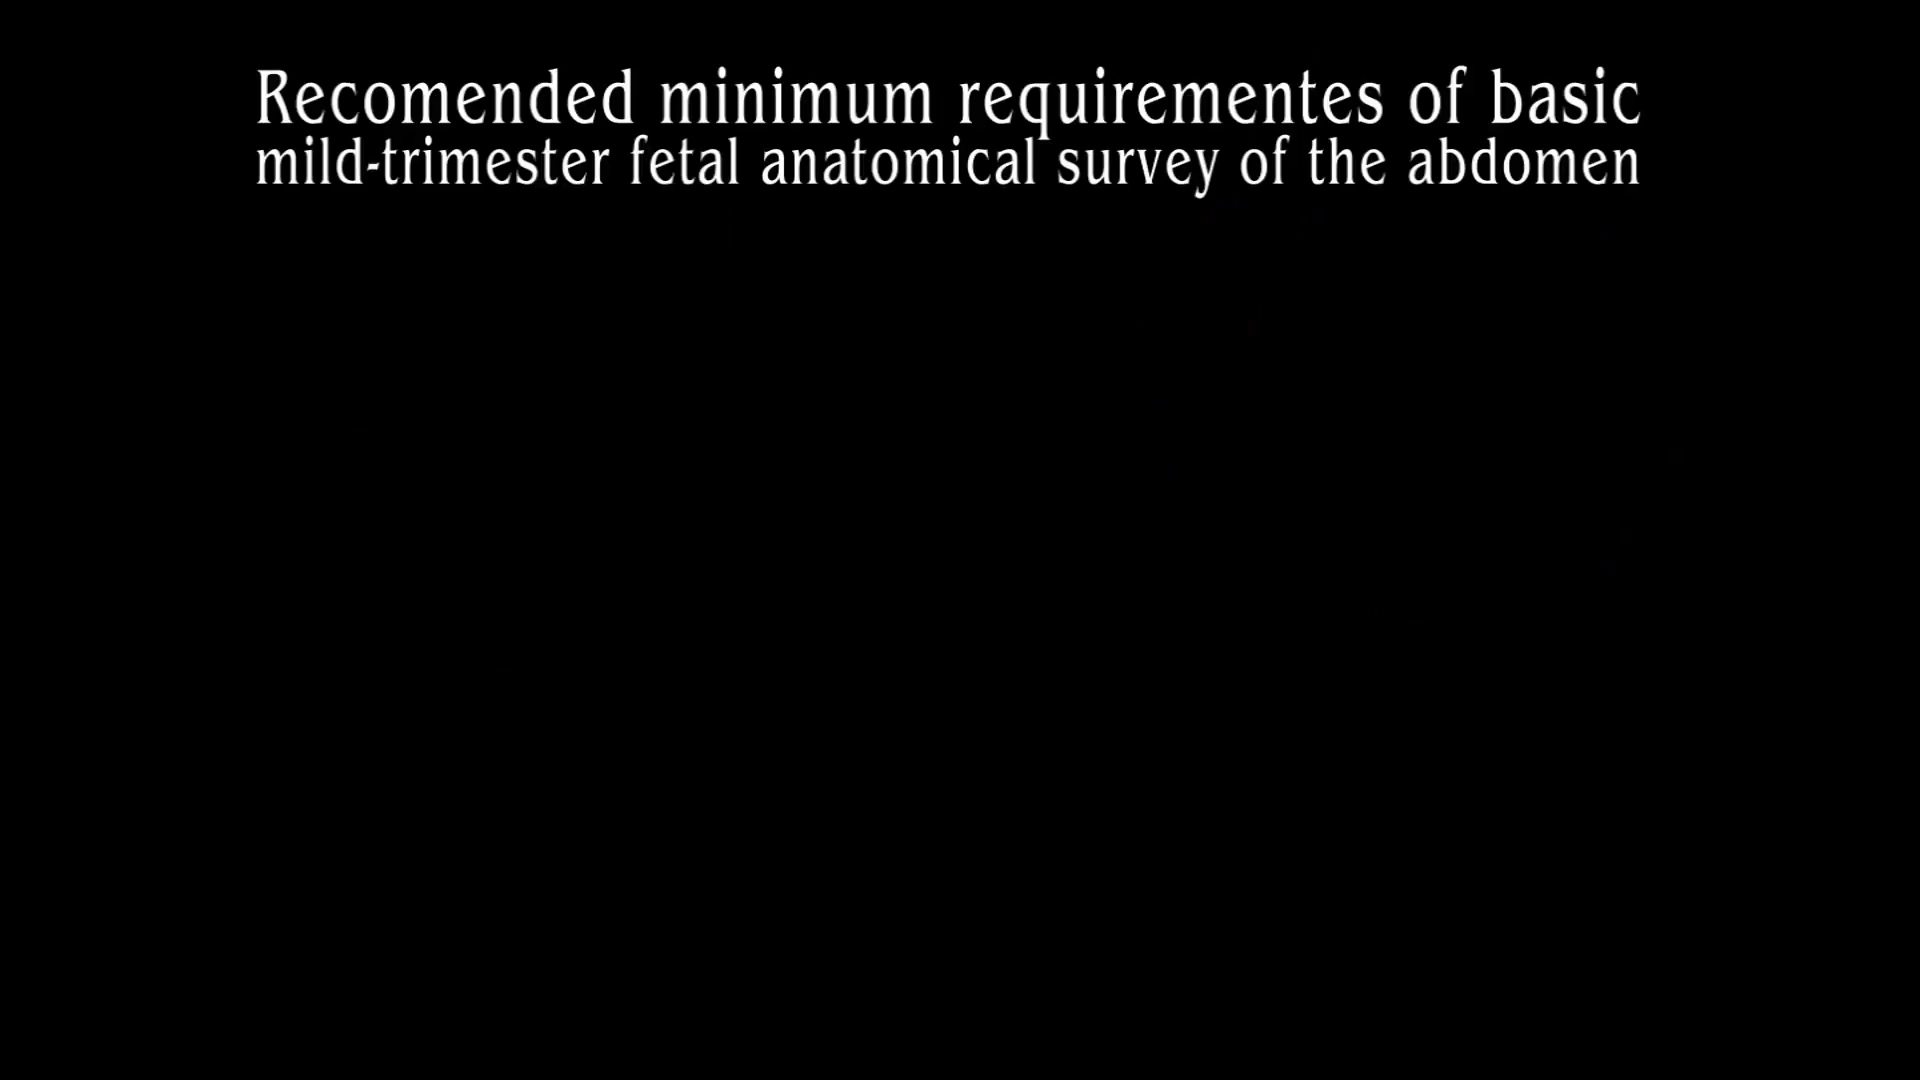 Recomended minimum requirementes of basic
mild-trimester fetal anatomical survey of the abdomen